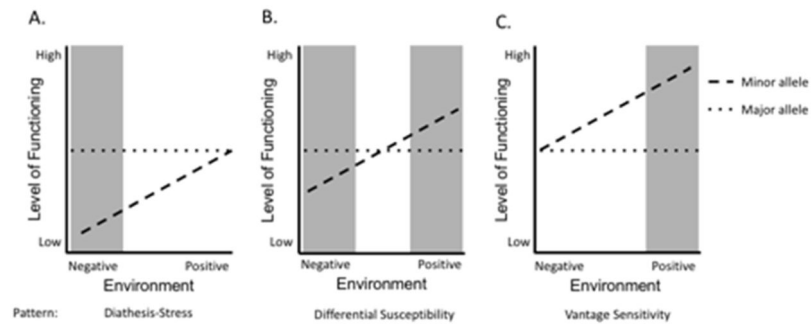 A.
High
Level of Functioning
Low
Negative Positive
Environment
B.
High
Level of Functioning
Low
Negative Positive
Environment
C.
High
Level of Functioning
Low
Negative Positive
Environment
Minor allele
Major allele
Pattern: Diathesis-Stress Differential Susceptibility Vantage Sensitivity